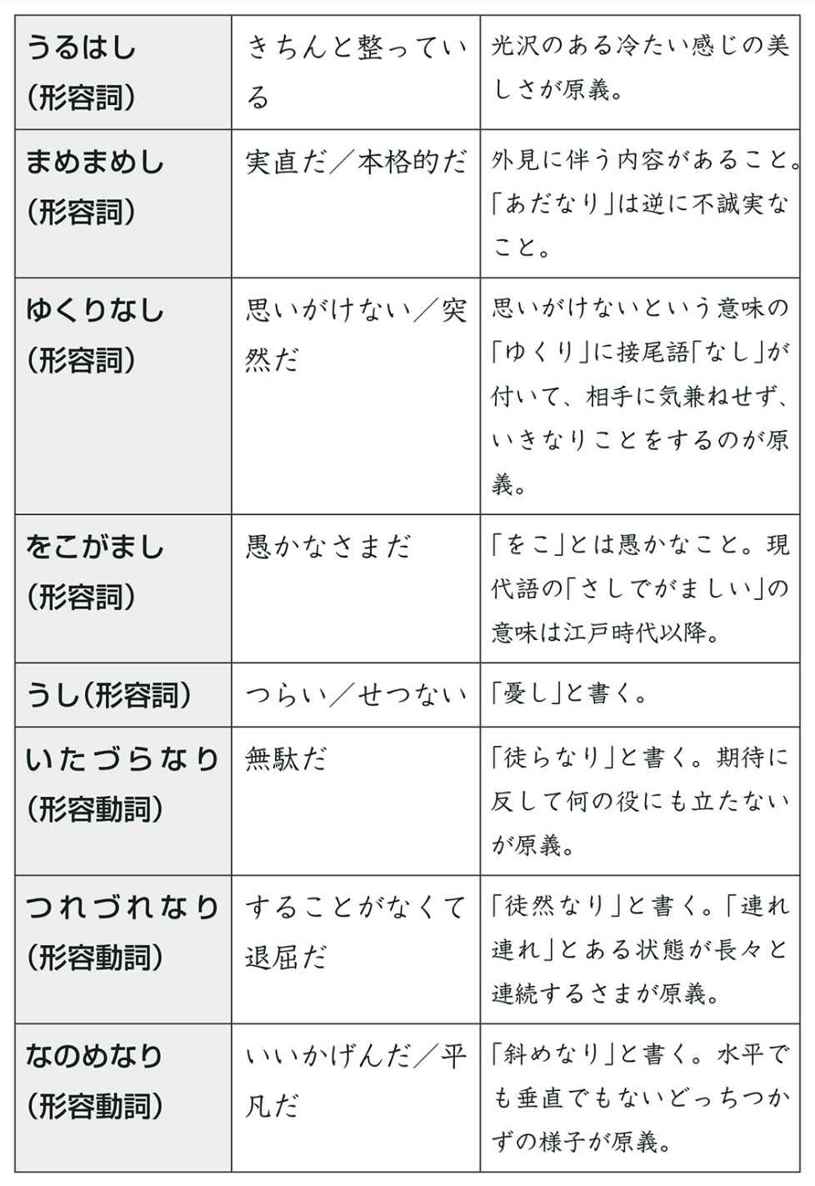 うるはし
（形容詞）
きちんと整ってい
る
光沢のある冷たい感じの美
しさが原義。
まめまめし
（形容詞）
実直だ／本格的だ
外見に伴う内容があること。
「あだなり」は逆に不誠実な
こと。
ゆくりなし
（形容詞）
思いがけない／突
然だ
思いがけないという意味の
「ゆくり」に接尾語「なし」が
付いて、相手に気兼ねせず、
いきなりことをするのが原
義。
をこがまし
（形容詞）
愚かなさまだ
「をこ」とは愚かなこと。現
代語の「さしでがましい」の
意味は江戸時代以降。
うし（形容詞）
つらい／せつない
「憂し」と書く。
いたづらなり
（形容動詞）
無駄だ
「徒らなり」と書く。期待に
反して何の役にも立たない
が原義。
つれづれなり
（形容動詞）
することがなくて
退屈だ
「徒然なり」と書く。「連れ
連れ」とある状態が長々と
連続するさまが原義。
なのめなり
（形容動詞）
いいかげんだ／平
凡だ
「斜めなり」と書く。水平で
も垂直でもないどっちつか
ずの様子が原義。